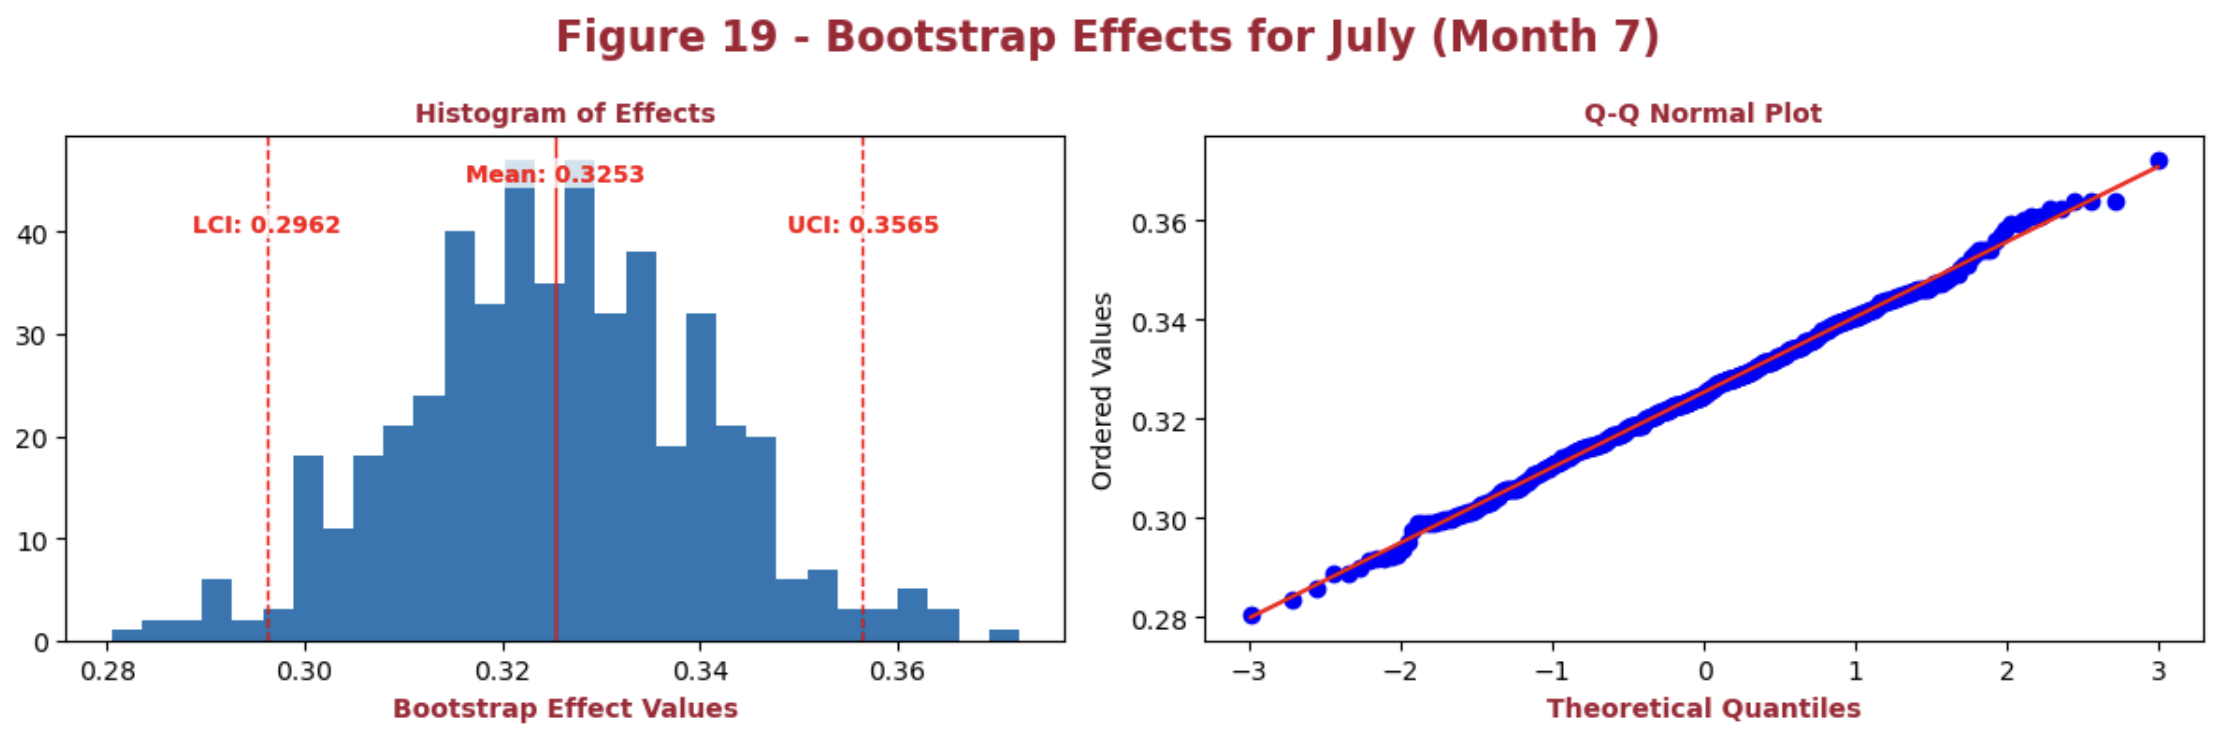 Figure 19 - Bootstrap Effects for July (Month 7)
Histogram of Effects
Mean: 0.3253
LCI: 0.2962
UCI: 0.3565
40
30
20
10
0
0.28 0.30 0.32 0.34 0.36
Bootstrap Effect Values
Q-Q Normal Plot
Ordered Values
0.36
0.34
0.32
0.30
0.28
−3 −2 −1 0 1 2 3
Theoretical Quantiles